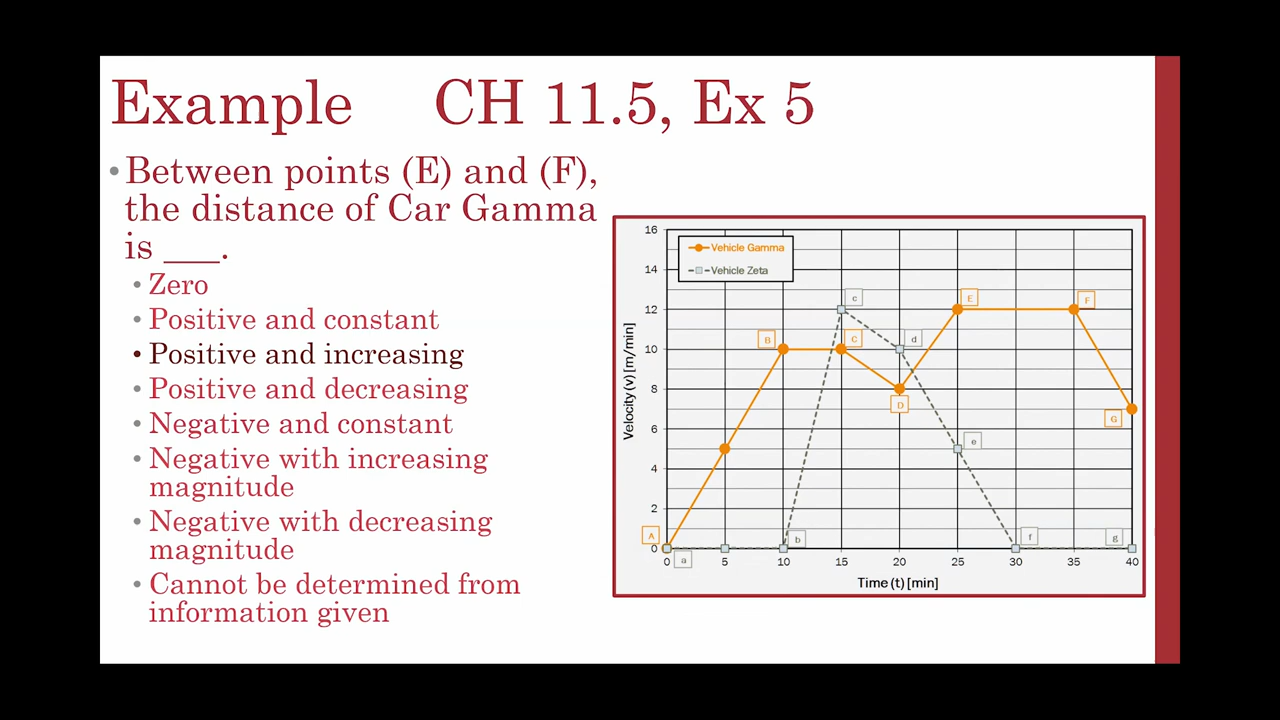 Example CH 11.5, Ex 5
• Between points (E) and (F),
the distance of Car Gamma
is ___.
• Zero
• Positive and constant
• Positive and increasing
• Positive and decreasing
• Negative and constant
• Negative with increasing
magnitude
• Negative with decreasing
magnitude
• Cannot be determined from
information given
Vehicle Gamma
Vehicle Zeta
Velocity (v) [m/min]
16
14
12
10
8
6
4
2
0
A
B
C
D
E
F
G
a
b
c
d
e
f
g
0 5 10 15 20 25 30 35 40
Time (t) [min]